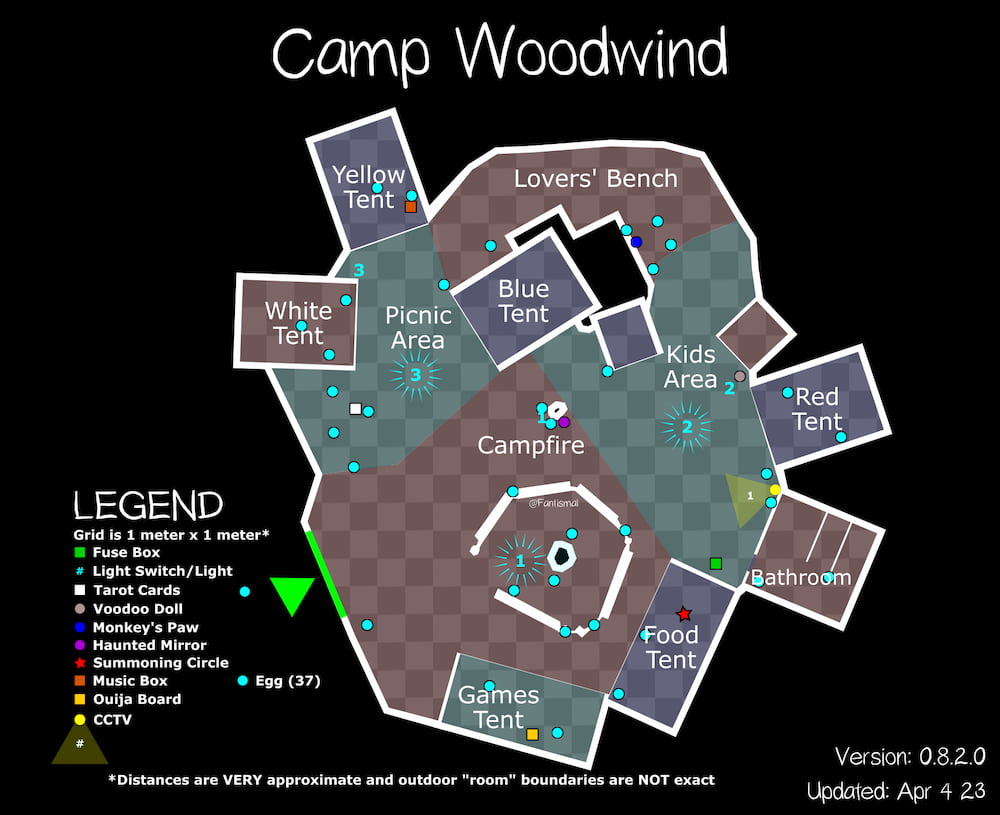 Camp Woodwind
Yellow
Tent
Lovers' Bench
3
White
Tent
Blue
Tent
Picnic
Area
3
Kids
Area
2
2
Red
Tent
1
Campfire
@Fantismal
1
1
Bathroom
Food
Tent
Games
Tent
LEGEND
Grid is 1 meter x 1 meter*
Fuse Box
# Light Switch/Light
Tarot Cards
Voodoo Doll
Monkey's Paw
Haunted Mirror
Summoning Circle
Music Box
Egg (37)
Ouija Board
CCTV
#
*Distances are VERY approximate and outdoor "room" boundaries are NOT exact
Version: 0.8.2.0
Updated: Apr 4 23